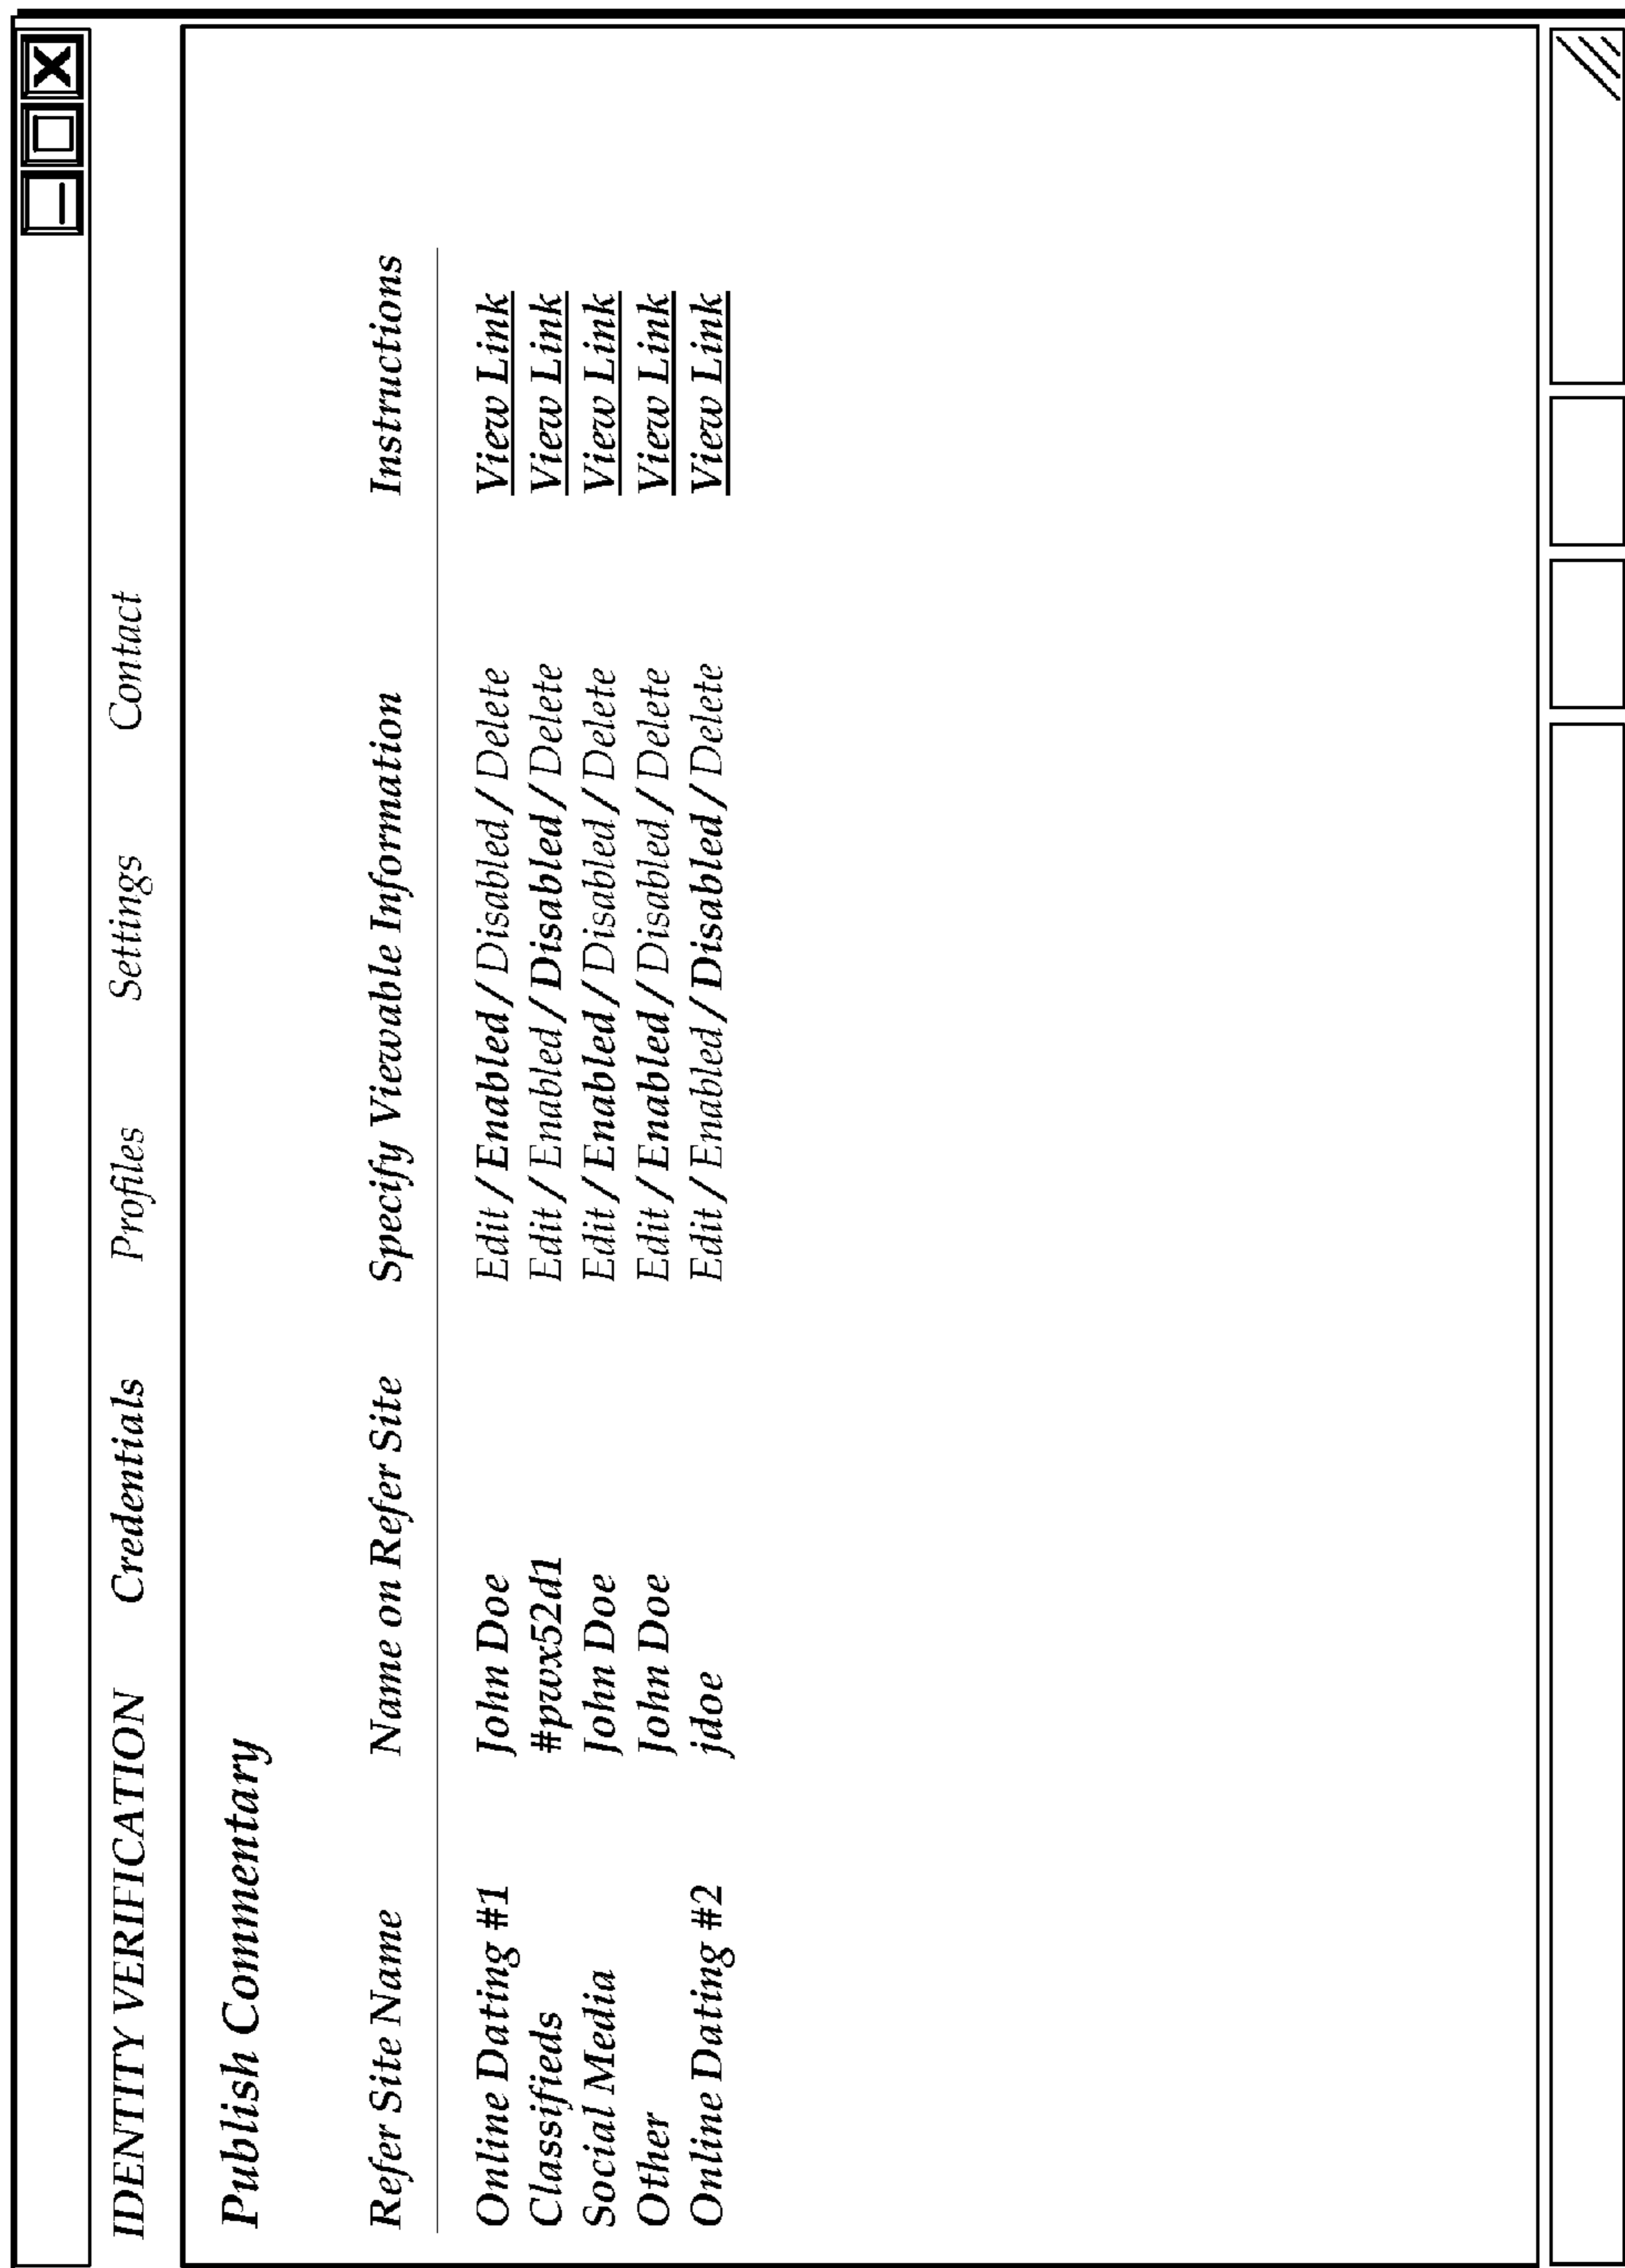 IDENTITY VERIFICATION Credentials Profiles Settings Contact
Publish Commentary
Refer Site Name Name on Refer Site Specify Viewable Information Instructions
Online Dating #1 John Doe Edit / Enabled / Disabled / Delete View Link
Classifieds #pwx52d1 Edit / Enabled / Disabled / Delete View Link
Social Media John Doe Edit / Enabled / Disabled / Delete View Link
Other John Doe Edit / Enabled / Disabled / Delete View Link
Online Dating #2 jdoe Edit / Enabled / Disabled / Delete View Link